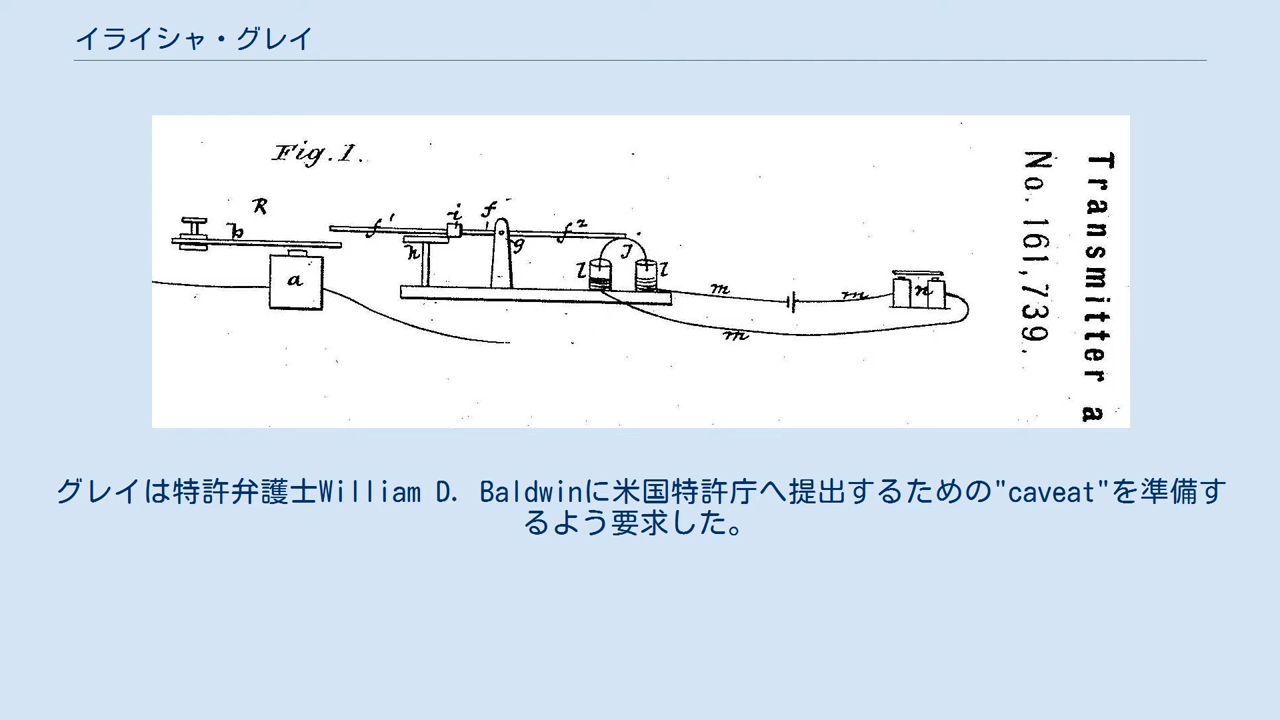 イライシャ・グレイ
Fig. 1.
R
b
a
f'
i
f
f²
h
g
j
l
l
m
m
m
n
No. 161,739.
Transmitter a
グレイは特許弁護士William D. Baldwinに米国特許庁へ提出するための"caveat"を準備す
るよう要求した。